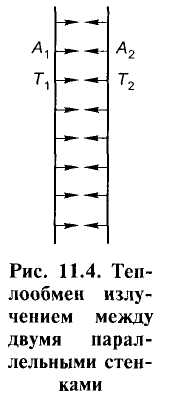 A1 A2
T1 T2
Рис. 11.4. Теп-
лообмен излу-
чением между
двумя парал-
лельными стен-
ками